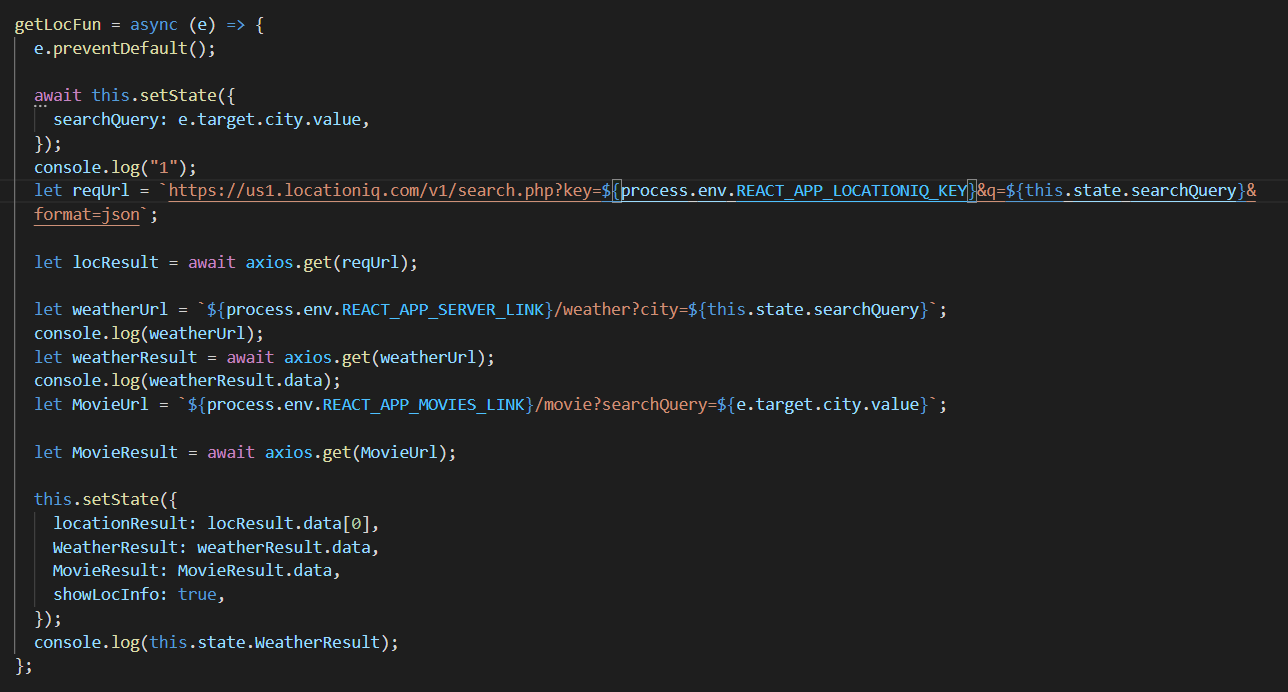 getLocFun = async (e) => {
e.preventDefault();
await this.setState({
searchQuery: e.target.city.value,
});
console.log("1");
let reqUrl = `https://us1.locationiq.com/v1/search.php?key=${process.env.REACT_APP_LOCATIONIQ_KEY}&q=${this.state.searchQuery}&
format=json`;
let locResult = await axios.get(reqUrl);
let weatherUrl = `${process.env.REACT_APP_SERVER_LINK}/weather?city=${this.state.searchQuery}`;
console.log(weatherUrl);
let weatherResult = await axios.get(weatherUrl);
console.log(weatherResult.data);
let MovieUrl = `${process.env.REACT_APP_MOVIES_LINK}/movie?searchQuery=${e.target.city.value}`;
let MovieResult = await axios.get(MovieUrl);
this.setState({
locationResult: locResult.data[0],
WeatherResult: weatherResult.data,
MovieResult: MovieResult.data,
showLocInfo: true,
});
console.log(this.state.WeatherResult);
};